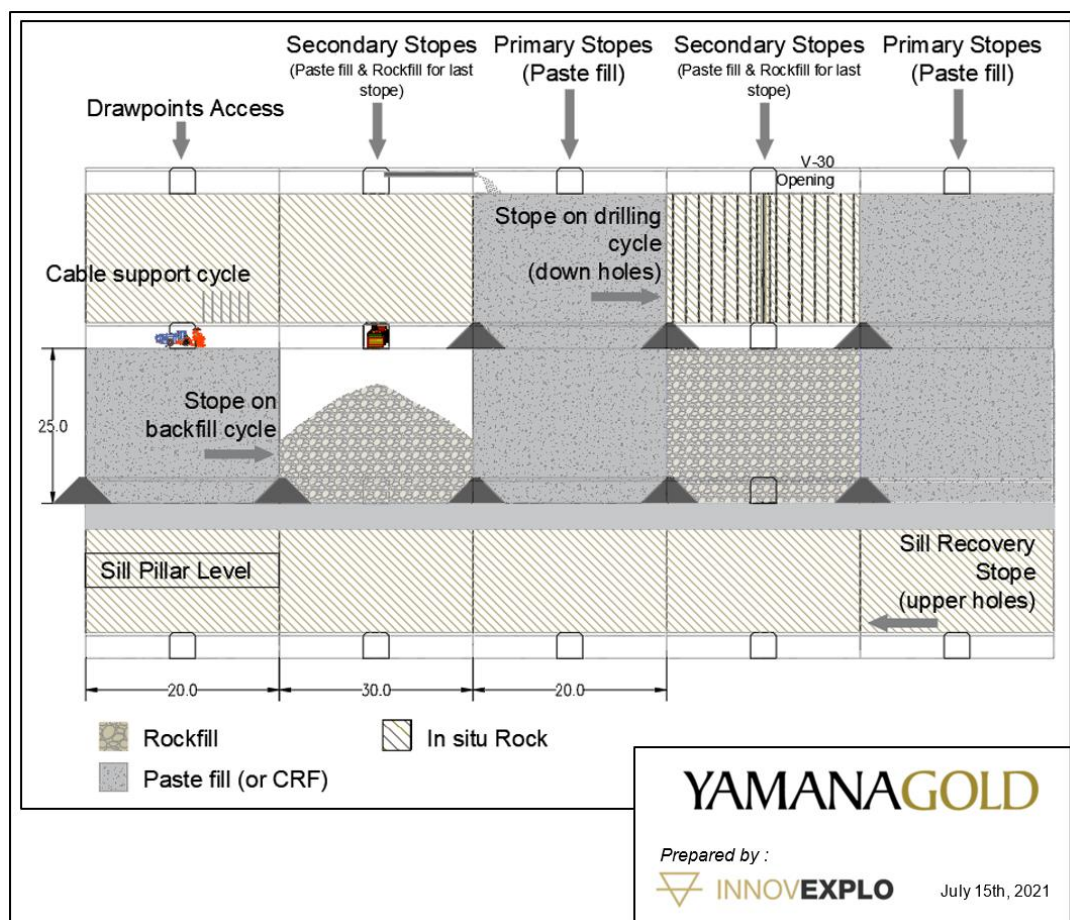 Secondary Stopes
(Paste fill & Rockfill for last
stope)
Primary Stopes
(Paste fill)
Secondary Stopes
(Paste fill & Rockfill for last
stope)
Primary Stopes
(Paste fill)
Drawpoints Access
V-30
Opening
Stope on drilling
cycle
(down holes)
Cable support cycle
25.0
Stope on
backfill cycle
Sill Pillar Level
Sill Recovery
Stope
(upper holes)
20.0
30.0
20.0
Rockfill
In situ Rock
Paste fill (or CRF)
YAMANAGOLD
Prepared by :
INNOVEXPLO
July 15th, 2021